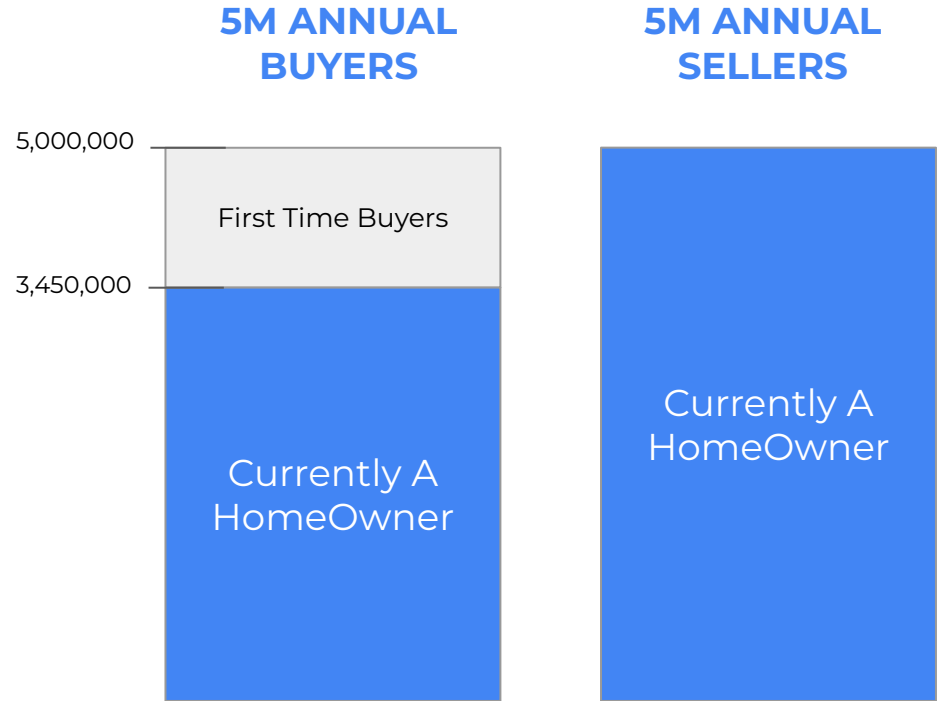 5M ANNUAL
BUYERS
5M ANNUAL
SELLERS
5,000,000
First Time Buyers
3,450,000
Currently A
HomeOwner
Currently A
HomeOwner